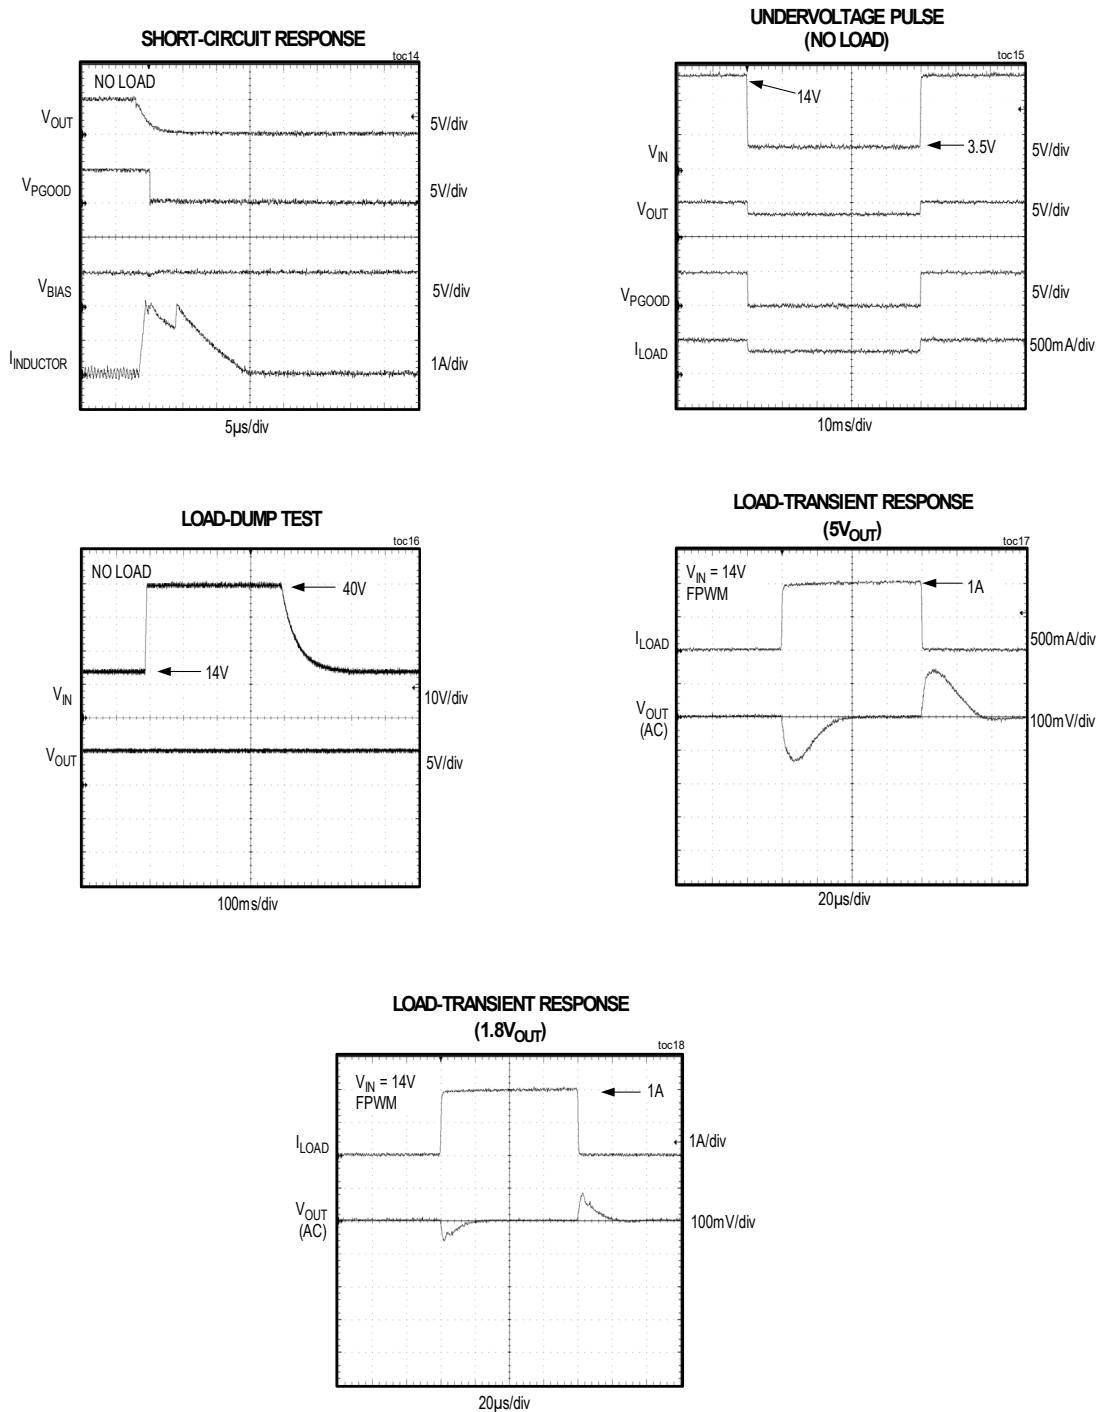 SHORT-CIRCUIT RESPONSE
toc14
NO LOAD
VOUT
5V/div
VPGOOD
5V/div
VBIAS
5V/div
IINDUCTOR
1A/div
5µs/div
UNDERVOLTAGE PULSE
(NO LOAD)
toc15
14V
3.5V
VIN
5V/div
VOUT
5V/div
VPGOOD
5V/div
ILOAD
500mA/div
10ms/div
LOAD-DUMP TEST
toc16
NO LOAD
40V
14V
VIN
10V/div
VOUT
5V/div
100ms/div
LOAD-TRANSIENT RESPONSE
(5VOUT)
toc17
VIN = 14V
FPWM
1A
ILOAD
500mA/div
VOUT
(AC)
100mV/div
20µs/div
LOAD-TRANSIENT RESPONSE
(1.8VOUT)
toc18
VIN = 14V
FPWM
1A
ILOAD
1A/div
VOUT
(AC)
100mV/div
20µs/div